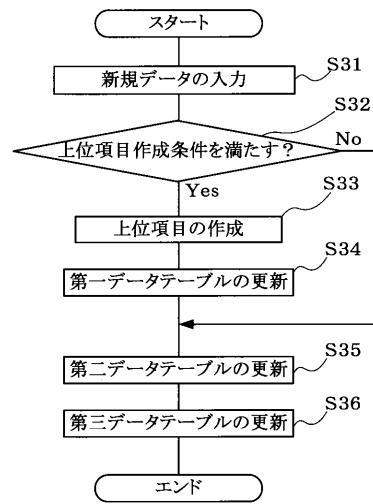 スタート
新規データの入力
S31
上位項目作成条件を満たす？
S32
No
Yes
上位項目の作成
S33
第一データテーブルの更新
S34
第二データテーブルの更新
S35
第三データテーブルの更新
S36
エンド